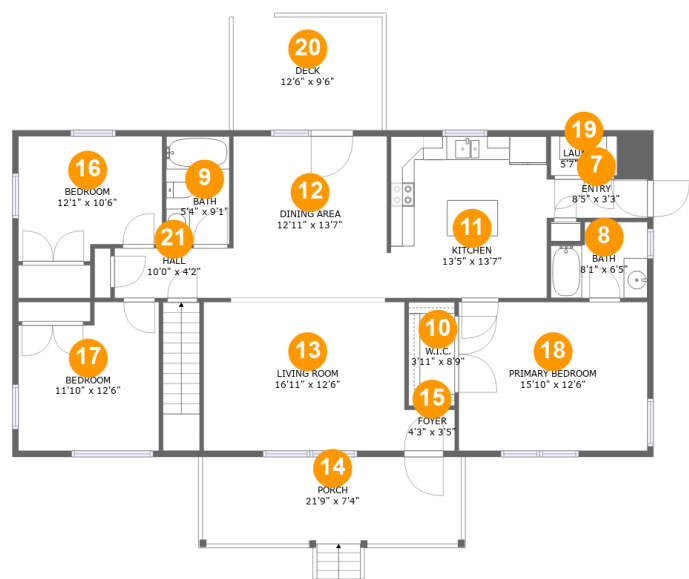 20
DECK
12'6" x 9'6"
19
LAU
5'7"
16
BEDROOM
12'1" x 10'6"
9
BATH
5'4" x 9'1"
12
DINING AREA
12'11" x 13'7"
7
ENTRY
8'5" x 3'3"
11
KITCHEN
13'5" x 13'7"
8
BATH
8'1" x 6'5"
21
HALL
10'0" x 4'2"
17
BEDROOM
11'10" x 12'6"
13
LIVING ROOM
16'11" x 12'6"
10
W.I.C.
3'11" x 8'9"
18
PRIMARY BEDROOM
15'10" x 12'6"
15
FOYER
4'3" x 3'5"
14
PORCH
21'9" x 7'4"